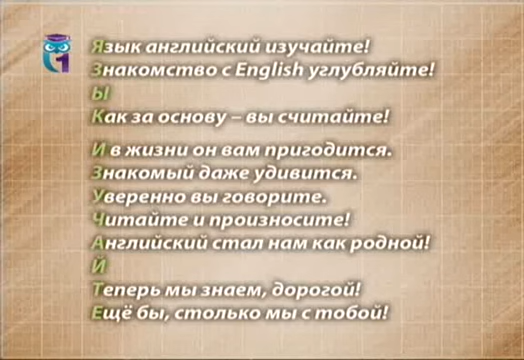 1
Язык английский изучайте!
Знакомство с English углубляйте!
Ы
Как за основу – вы считайте!
И в жизни он вам пригодится.
Знакомый даже удивится.
Уверенно вы говорите.
Читайте и произносите!
Английский стал нам как родной!
Й
Теперь мы знаем, дорогой!
Ещё бы, столько мы с тобой!